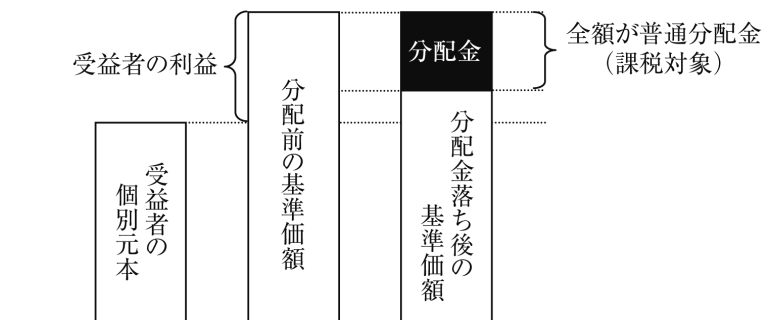 受益者の利益
受益者の
個別元本
分配前の基準価額
分配金
分配金落ち後の
基準価額
全額が普通分配金
（課税対象）